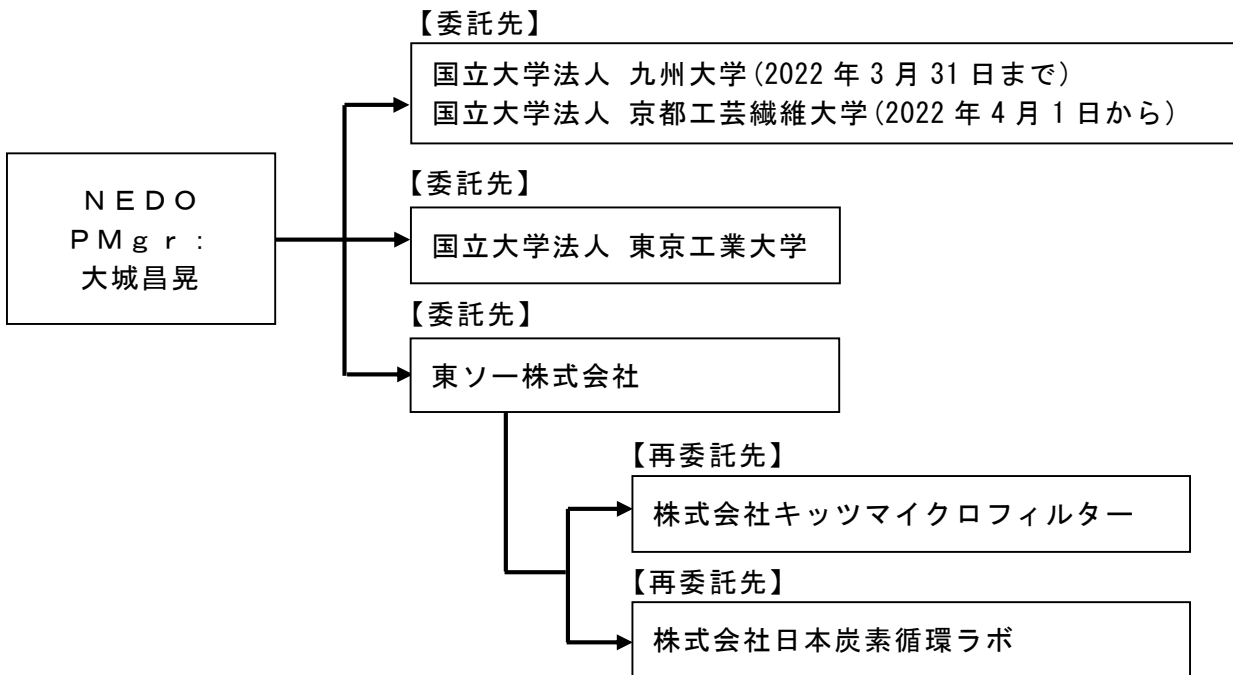 【委託先】
国立大学法人 九州大学(2022 年 3 月 31 日まで)
国立大学法人 京都工芸繊維大学(2022 年 4 月 1 日から)
ＮＥＤＯ
ＰＭｇｒ：
大城昌晃
【委託先】
国立大学法人 東京工業大学
【委託先】
東ソー株式会社
【再委託先】
株式会社キッツマイクロフィルター
【再委託先】
株式会社日本炭素循環ラボ